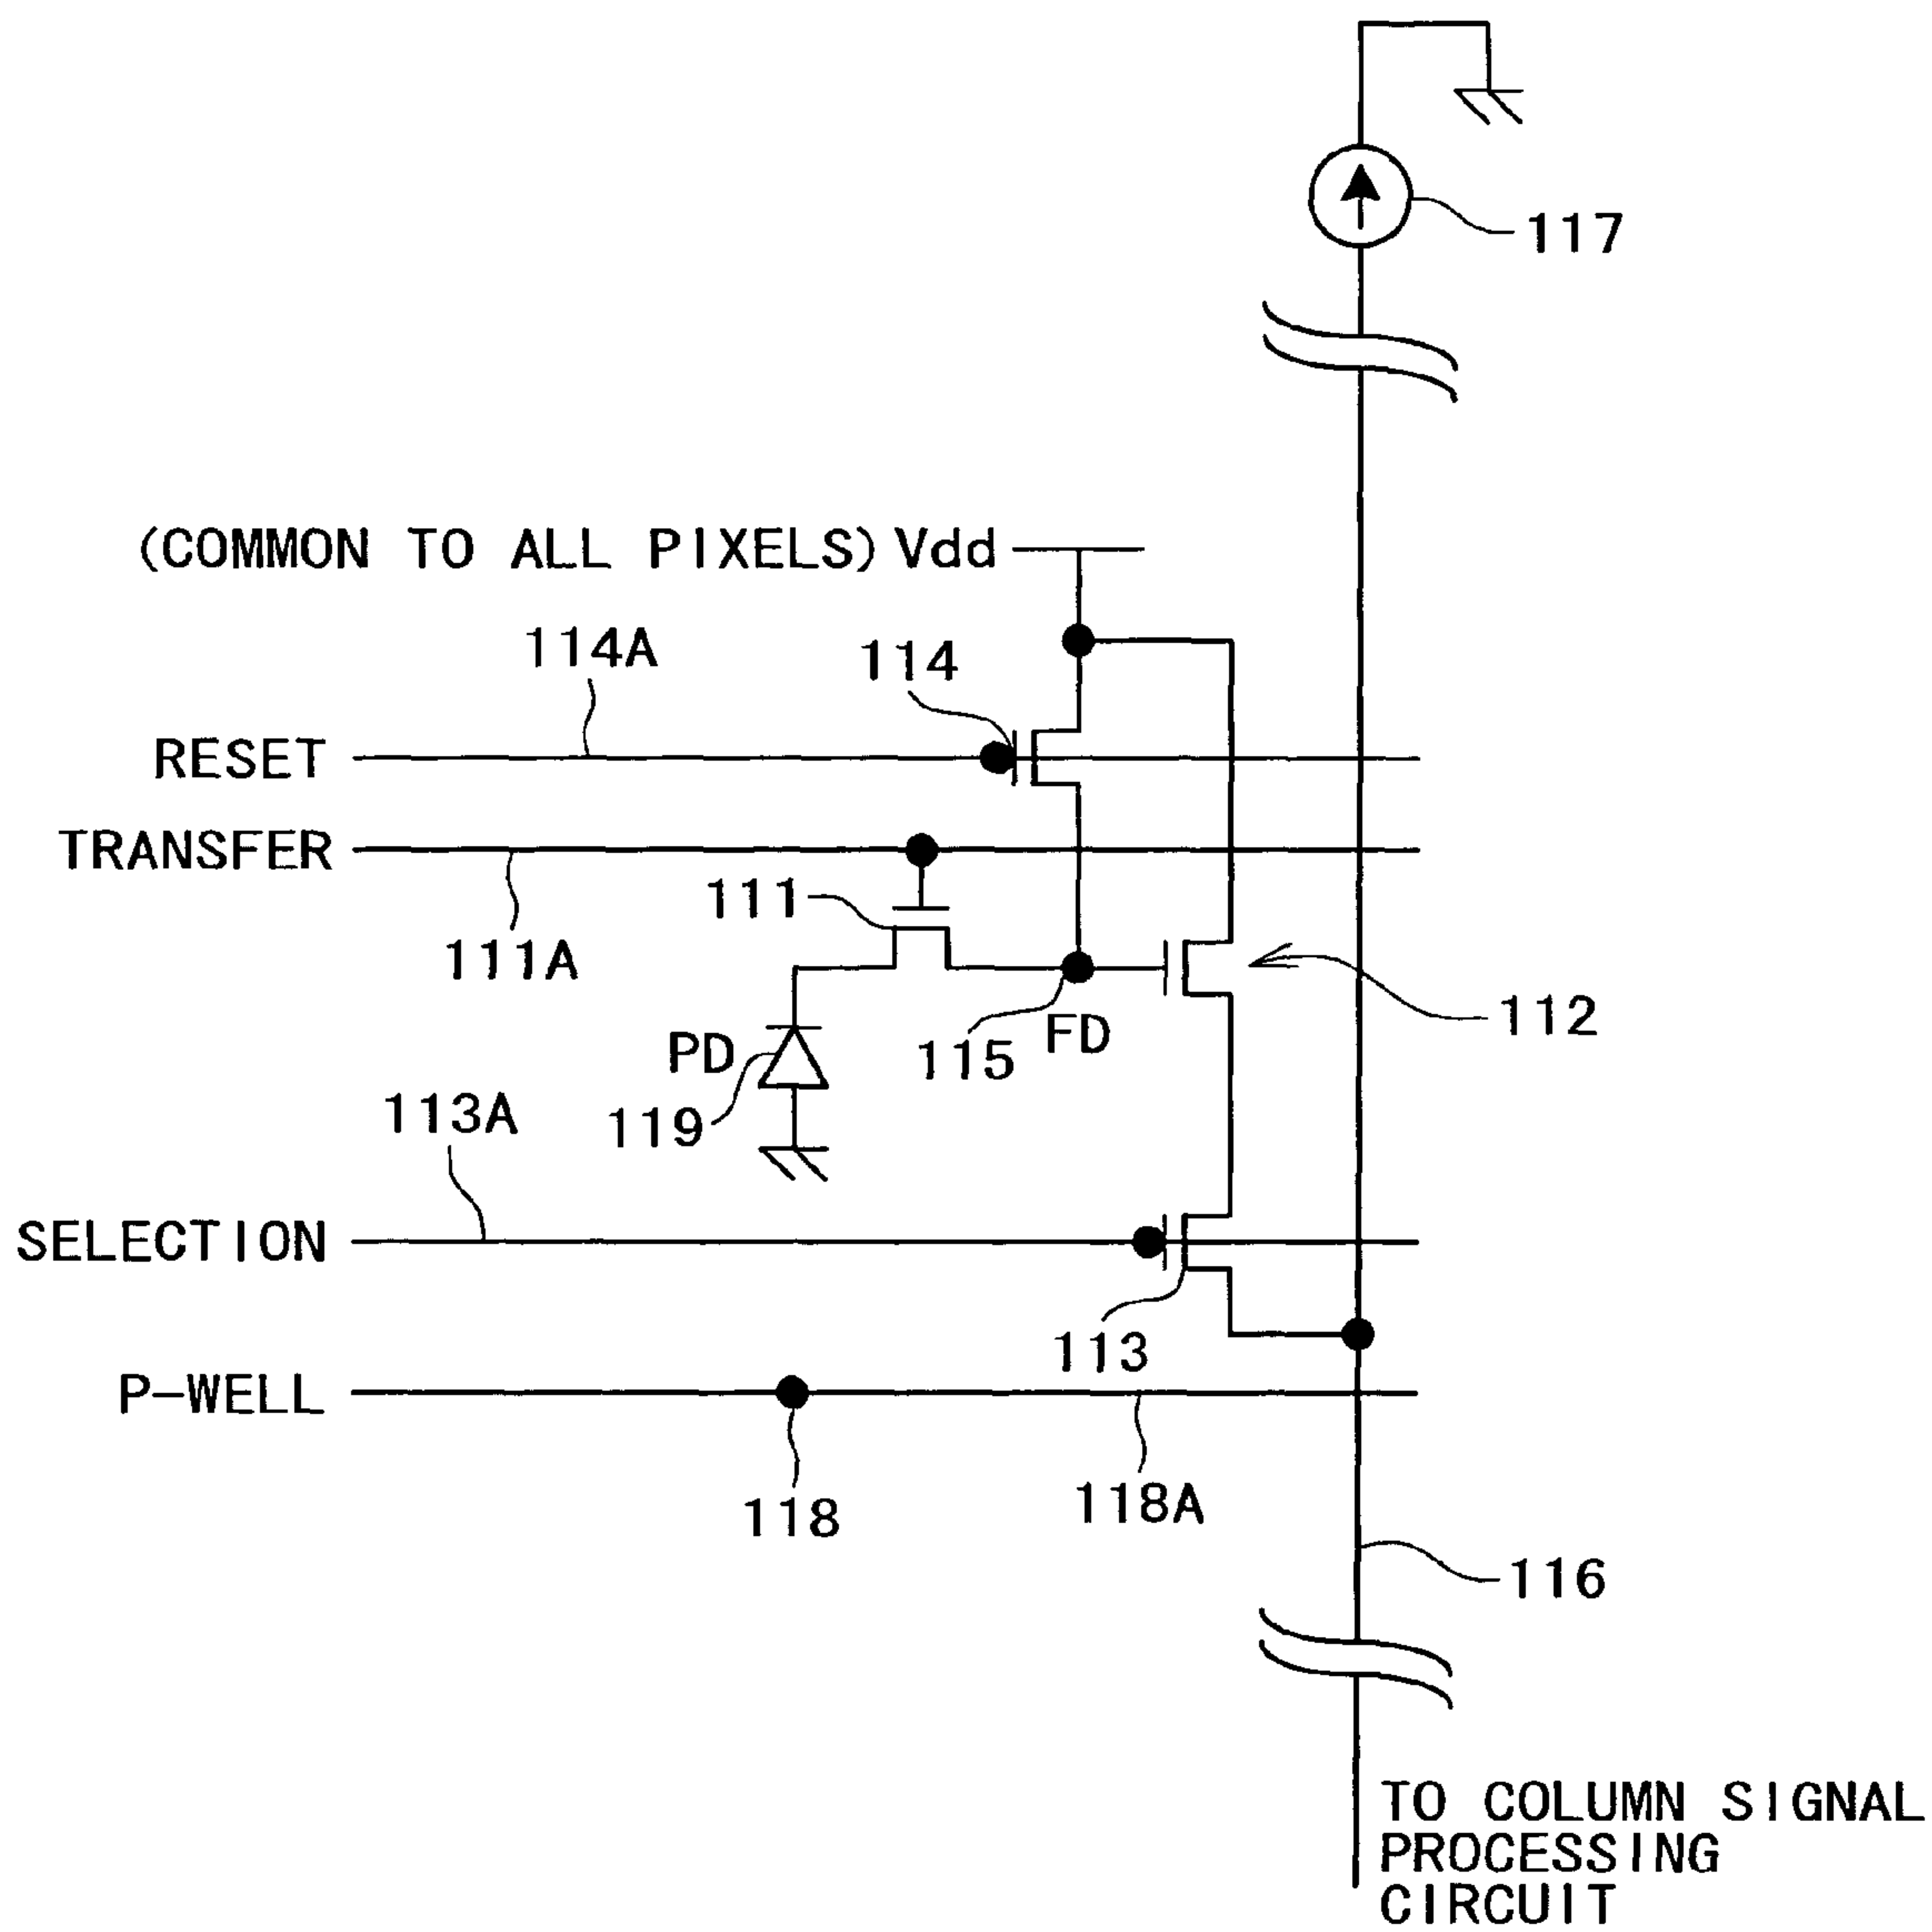 117
(COMMON TO ALL PIXELS) Vdd
114A
114
RESET
TRANSFER
111
111A
112
PD
115
FD
119
113A
SELECTION
113
P-WELL
118
118A
116
TO COLUMN SIGNAL
PROCESSING
CIRCUIT